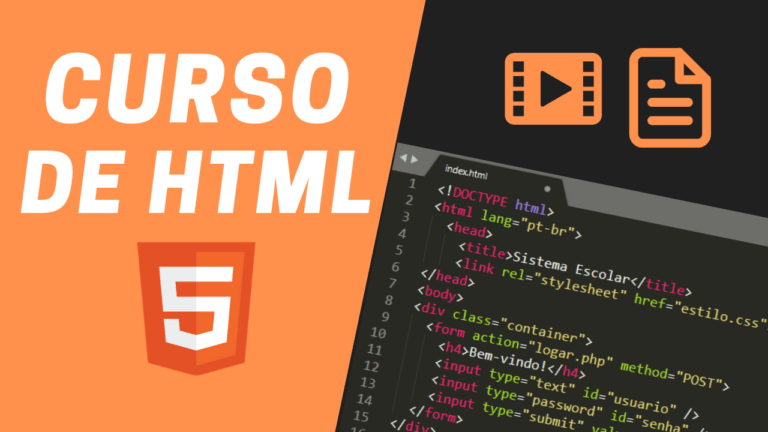 CURSO
DE HTML
5
index.html
1 <!DOCTYPE html>
2 <html lang="pt-br">
3 <head>
4 <title>Sistema Escolar</title>
5 <link rel="stylesheet" href="estilo.css"
6 </head>
7 <body>
8 <div class="container">
9 <form action="logar.php" method="POST">
10 <h4>Bem-vindo!</h4>
11 <input type="text" id="usuario" />
12 <input type="password" id="senha" /
13 <input type="submit"
14 </form>
15 </div>